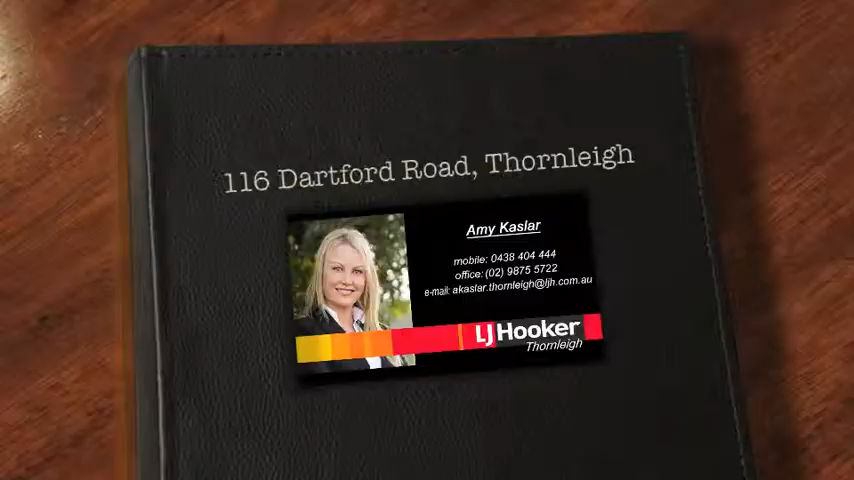 116 Dartford Road, Thornleigh
Amy Kaslar
mobile: 0438 404 444
office: (02) 9875 5722
e-mail: akaslar.thornleigh@ljh.com.au
LJ Hooker
Thornleigh